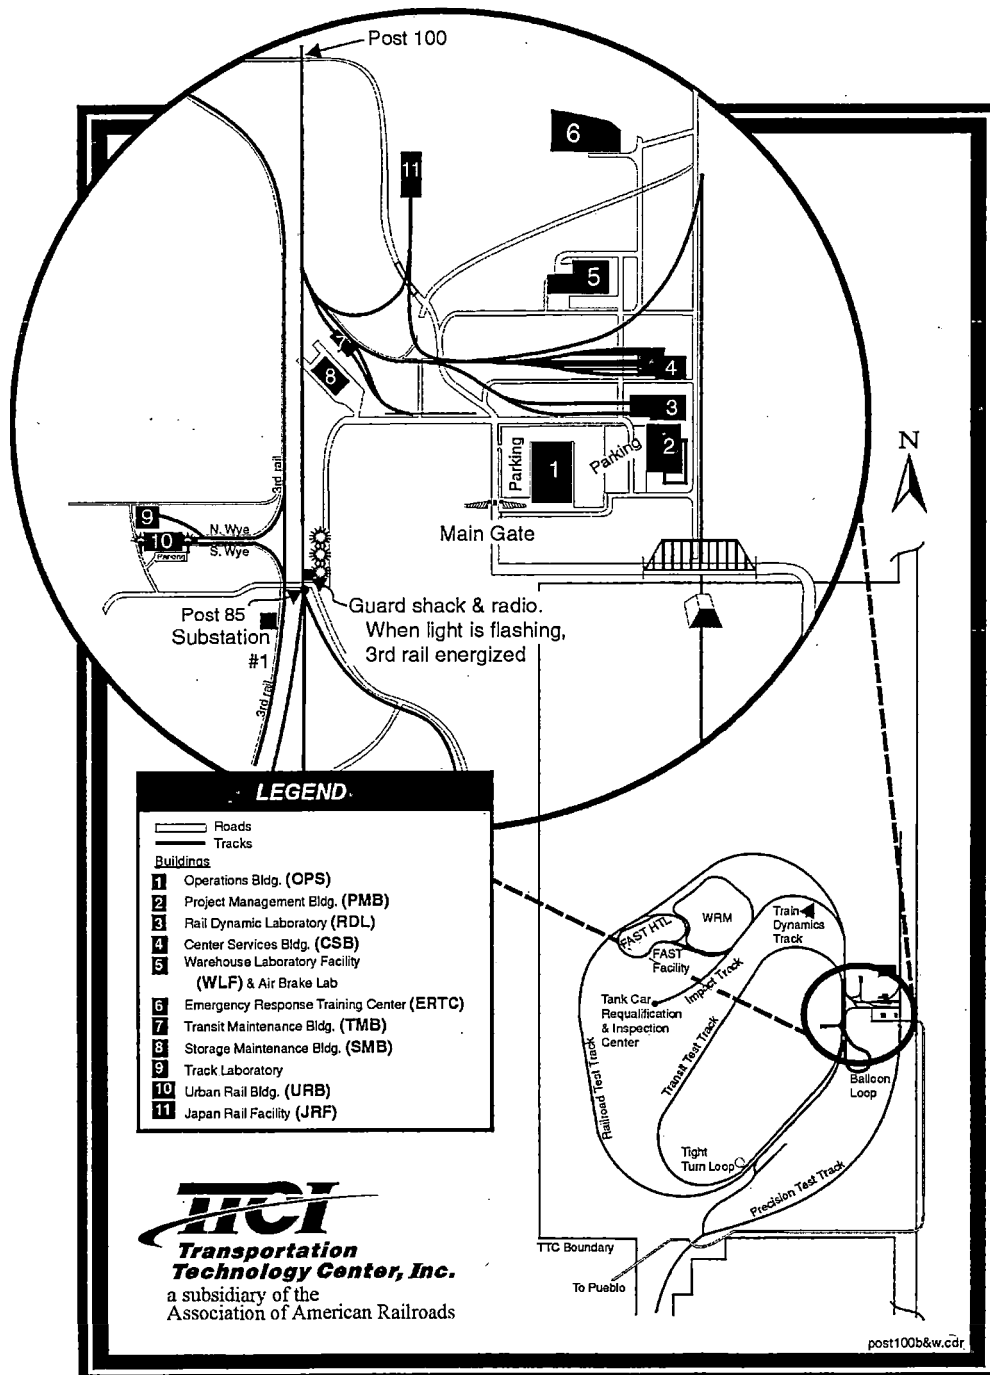 Post 100
6
11
5
7
4
8
3
Parking
1
Parking
2
N
3rd rail
9
N. Wye
10
S. Wye
Parking
Main Gate
Post 85
Substation
#1
Guard shack & radio.
When light is flashing,
3rd rail energized
3rd rail
LEGEND
Roads
Tracks
Buildings
1 Operations Bldg. (OPS)
2 Project Management Bldg. (PMB)
3 Rail Dynamic Laboratory (RDL)
4 Center Services Bldg. (CSB)
5 Warehouse Laboratory Facility
(WLF) & Air Brake Lab
6 Emergency Response Training Center (ERTC)
7 Transit Maintenance Bldg. (TMB)
8 Storage Maintenance Bldg. (SMB)
9 Track Laboratory
10 Urban Rail Bldg. (URB)
11 Japan Rail Facility (JRF)
FAST HTL
WRM
Train
Dynamics
Track
FAST
Facility
Impact Track
Tank Car
Requalification
& Inspection
Center
Railroad Test Track
Transit Test Track
Balloon
Loop
Tight
Turn Loop
Precision Test Track
TTC Boundary
To Pueblo
TTCI
Transportation
Technology Center, Inc.
a subsidiary of the
Association of American Railroads
post100b&w.cdr